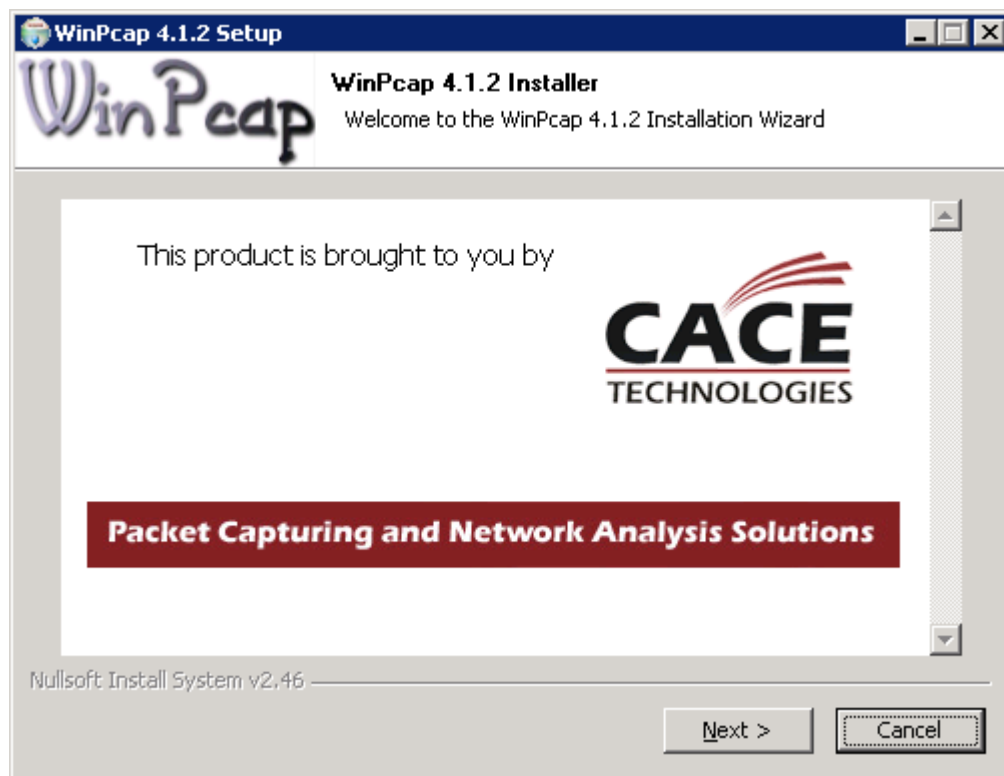 WinPcap 4.1.2 Setup
WinPcap
WinPcap 4.1.2 Installer
Welcome to the WinPcap 4.1.2 Installation Wizard
This product is brought to you by
CACE
TECHNOLOGIES
Packet Capturing and Network Analysis Solutions
Nullsoft Install System v2.46
Next >
Cancel